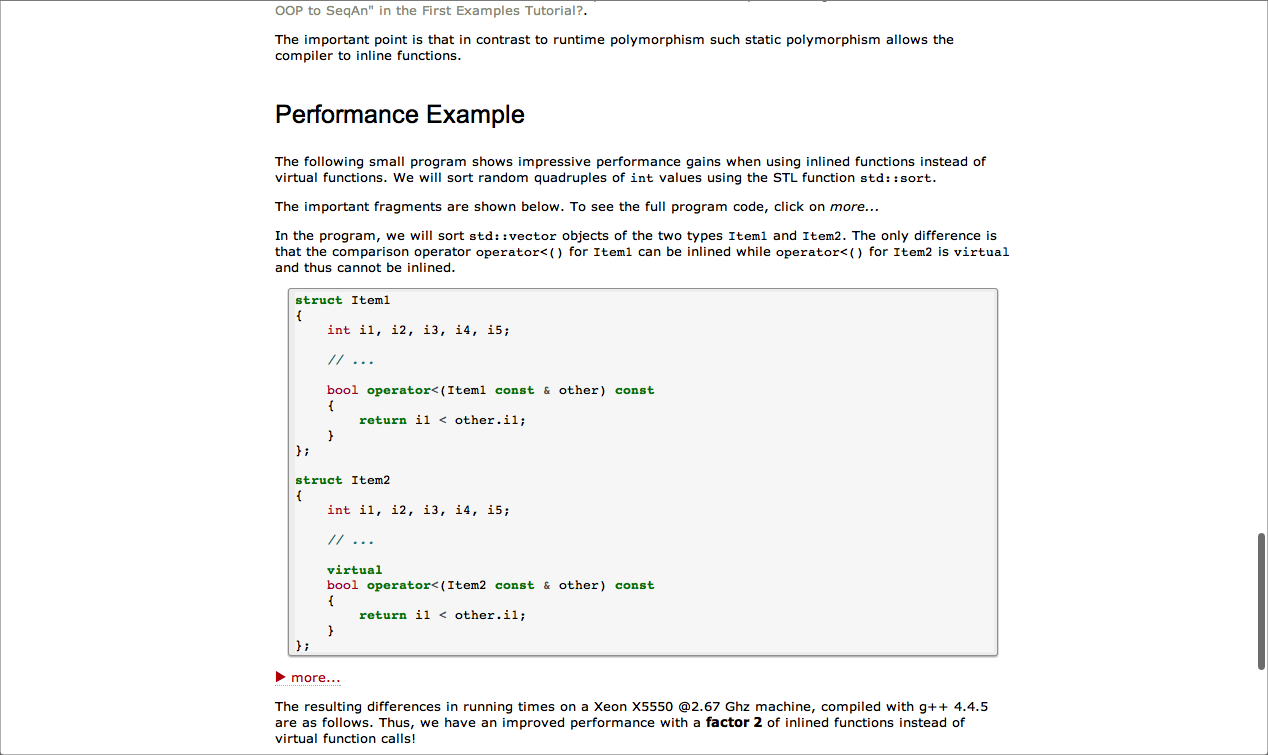 OOP to SeqAn" in the First Examples Tutorial?.
The important point is that in contrast to runtime polymorphism such static polymorphism allows the
compiler to inline functions.
Performance Example
The following small program shows impressive performance gains when using inlined functions instead of
virtual functions. We will sort random quadruples of int values using the STL function std::sort.
The important fragments are shown below. To see the full program code, click on more...
In the program, we will sort std::vector objects of the two types Item1 and Item2. The only difference is
that the comparison operator operator<() for Item1 can be inlined while operator<() for Item2 is virtual
and thus cannot be inlined.
struct Item1
{
    int i1, i2, i3, i4, i5;
    // ...
    bool operator<(Item1 const & other) const
    {
        return i1 < other.i1;
    }
};
struct Item2
{
    int i1, i2, i3, i4, i5;
    // ...
    virtual
    bool operator<(Item2 const & other) const
    {
        return i1 < other.i1;
    }
};
more...
The resulting differences in running times on a Xeon X5550 @2.67 Ghz machine, compiled with g++ 4.4.5
are as follows. Thus, we have an improved performance with a factor 2 of inlined functions instead of
virtual function calls!